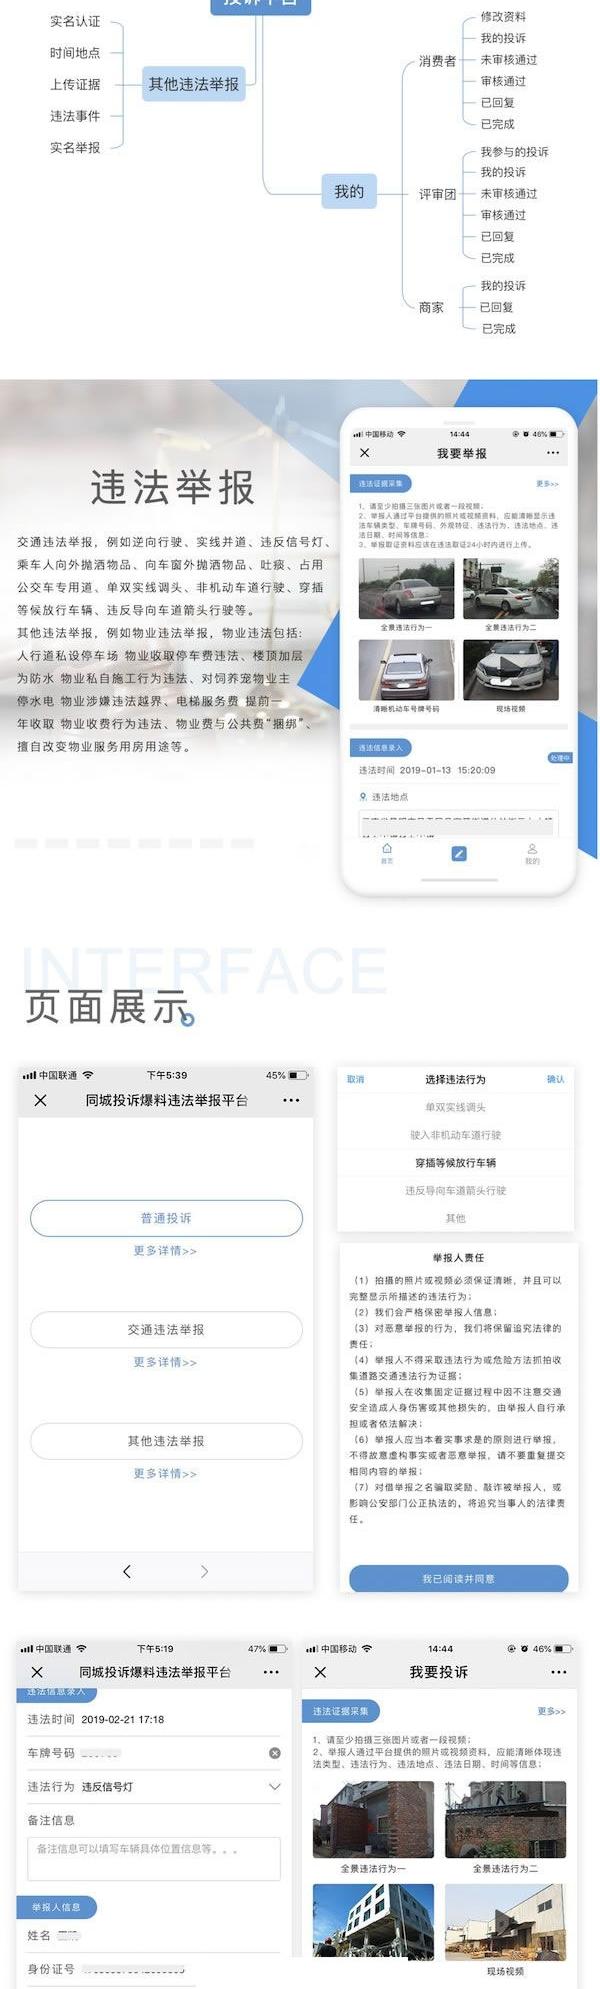 投诉平台
实名认证
时间地点
上传证据
违法事件
实名举报
其他违法举报
我的
消费者
修改资料
我的投诉
未审核通过
审核通过
已回复
已完成
评审团
我参与的投诉
我的投诉
未审核通过
审核通过
已回复
已完成
商家
我的投诉
已回复
已完成
违法举报
交通违法举报，例如逆向行驶、实线并道、违反信号灯、
乘车人向外抛洒物品、向车窗外抛洒物品、吐痰、占用
公交车专用道、单双实线调头、非机动车道行驶、穿插
等候放行车辆、违反导向车道箭头行驶等。
其他违法举报，例如物业违法举报，物业违法包括:
人行道私设停车场 物业收取停车费违法、楼顶加层
为防水 物业私自施工行为违法、对饲养宠物业主
停水电 物业涉嫌违法越界、电梯服务费 提前一
年收取 物业收费行为违法、物业费与公共费“捆绑”、
擅自改变物业服务用房用途等。
中国移动 14:44 46%
我要举报
违法证据采集 更多>>
1、请至少拍摄三张图片或者一段视频；
2、举报人通过平台提供的照片或视频资料，应能清晰显示违
法车辆类型、车牌号码、外观特征、违法行为、违法地点、违
法日期、时间等信息；
3、举报取证资料应该在违法取证24小时内进行上传。
全景违法行为一 全景违法行为二
清晰机动车号牌号码 现场视频
违法信息录入
处理中
违法时间 2019-01-13 15:20:09
违法地点
首页 我的
INTERFACE
页面展示
中国联通 下午5:39 45%
同城投诉爆料违法举报平台
普通投诉
更多详情>>
交通违法举报
更多详情>>
其他违法举报
更多详情>>
取消 选择违法行为 确认
单双实线调头
驶入非机动车道行驶
穿插等候放行车辆
违反导向车道箭头行驶
其他
举报人责任
（1）拍摄的照片或视频必须保证清晰，并且可以
完整显示所描述的违法行为；
（2）我们会严格保密举报人信息；
（3）对恶意举报的行为，我们将保留追究法律的
责任；
（4）举报人不得采取违法行为或危险方法抓拍收
集道路交通违法行为证据；
（5）举报人在收集固定证据过程中因不注意交通
安全造成人身伤害或其他损失的，由举报人自行承
担或者依法解决；
（6）举报人应当本着实事求是的原则进行举报，
不得故意虚构事实或者恶意举报，请不要重复提交
相同内容的举报；
（7）对借举报之名骗取奖励、敲诈被举报人，或
影响公安部门公正执法的，将追究当事人的法律责
任。
我已阅读并同意
中国联通 下午5:19 47%
同城投诉爆料违法举报平台
违法信息录入
违法时间 2019-02-21 17:18
车牌号码
违法行为 违反信号灯
备注信息
备注信息可以填写车辆具体位置信息等。。。
举报人信息
姓名
身份证号
中国移动 14:44 46%
我要投诉
违法证据采集 更多>>
1、请至少拍摄三张图片或者一段视频；
2、举报人通过平台提供的照片或视频资料，应能清晰体现违
法类型、违法行为、违法地点、违法日期、时间等信息；
全景违法行为一 全景违法行为二
现场视频